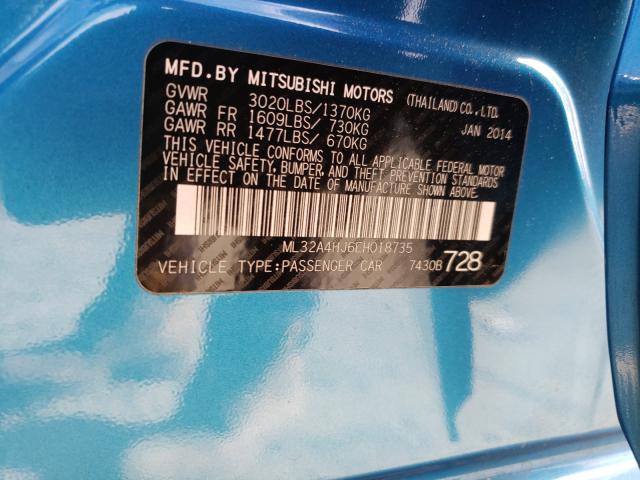 MFD.BY MITSUBISHI MOTORS (THAILAND)CO.,LTD.
GVWR 3020LBS/1370KG JAN 2014
GAWR FR 1609LBS/ 730KG
GAWR RR 1477LBS/ 670KG
THIS VEHICLE CONFORMS TO ALL APPLICABLE FEDERAL MOTOR
VEHICLE SAFETY, BUMPER, AND THEFT PREVENTION STANDARDS
IN EFFECT ON THE DATE OF MANUFACTURE SHOWN ABOVE.
ML32A4HJ6EH018735
VEHICLE TYPE:PASSENGER CAR 7430B 728